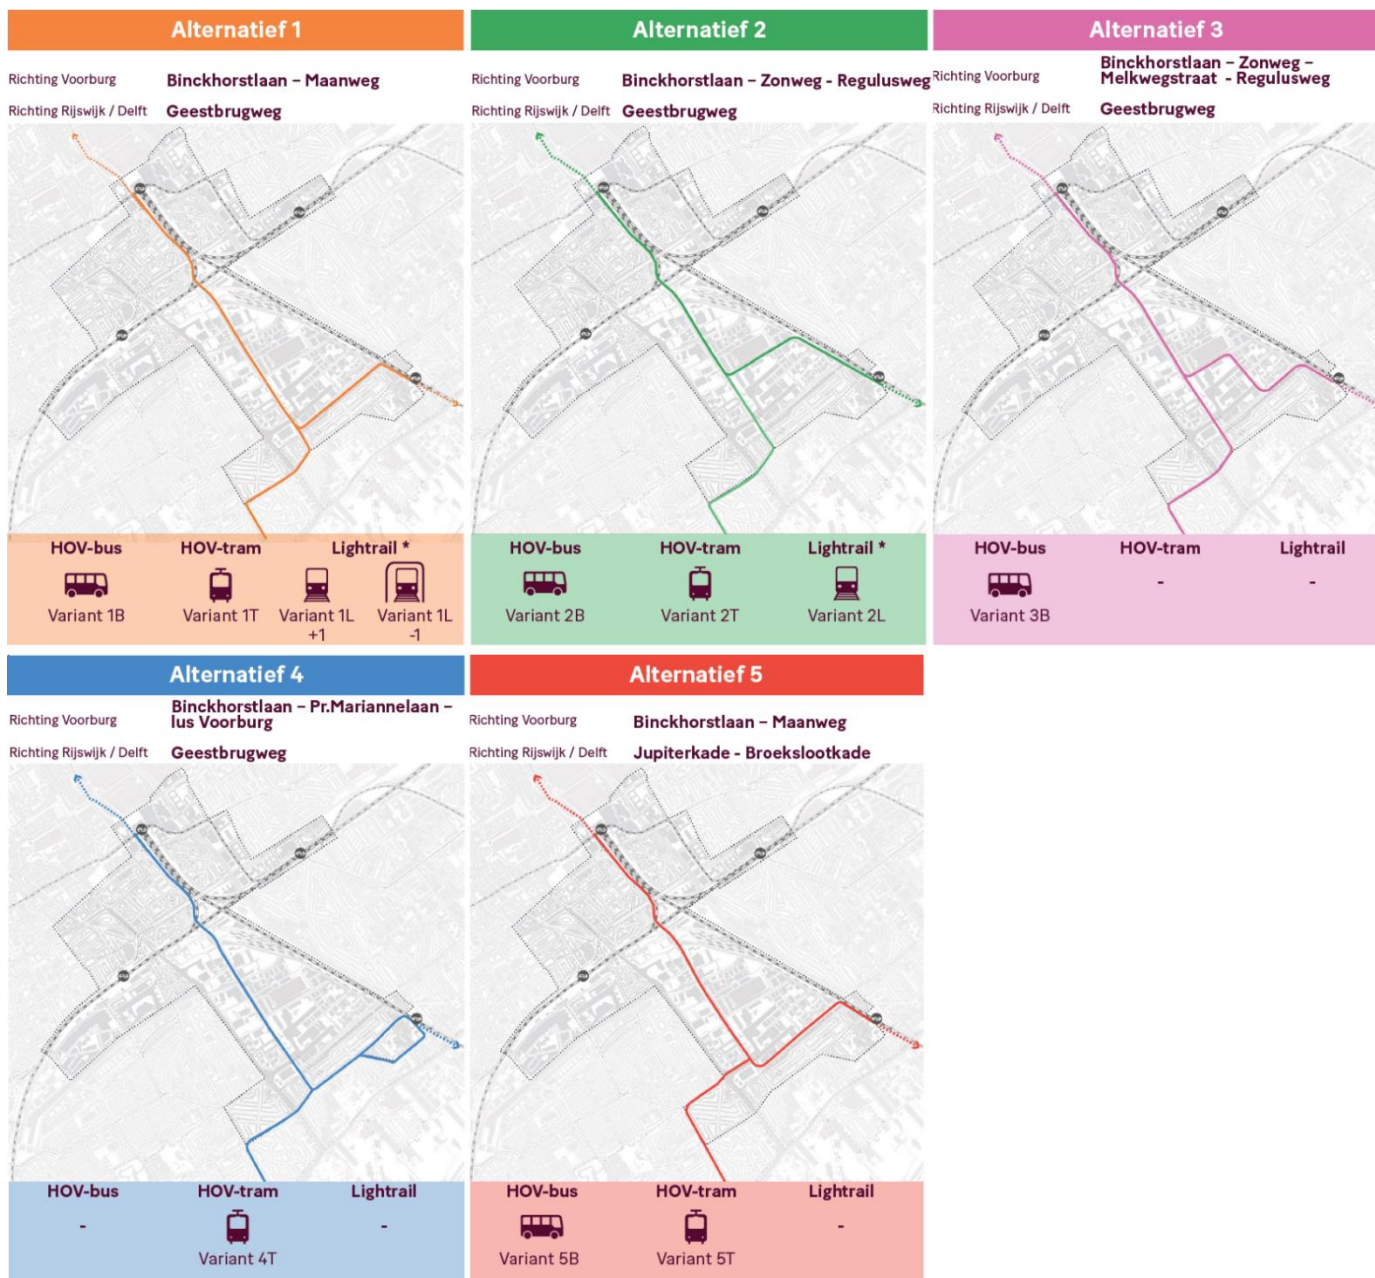 Alternatief 1
Richting Voorburg Binckhorstlaan – Maanweg
Richting Rijswijk / Delft Geestbrugweg
HOV-bus HOV-tram Lightrail *
Variant 1B Variant 1T Variant 1L +1 Variant 1L -1
Alternatief 2
Richting Voorburg Binckhorstlaan – Zonweg - Regulusweg
Richting Rijswijk / Delft Geestbrugweg
HOV-bus HOV-tram Lightrail *
Variant 2B Variant 2T Variant 2L
Alternatief 3
Richting Voorburg Binckhorstlaan – Zonweg –
Melkwegstraat - Regulusweg
Richting Rijswijk / Delft Geestbrugweg
HOV-bus HOV-tram Lightrail
Variant 3B - -
Alternatief 4
Richting Voorburg Binckhorstlaan – Pr.Mariannelaan –
lus Voorburg
Richting Rijswijk / Delft Geestbrugweg
HOV-bus HOV-tram Lightrail
- Variant 4T -
Alternatief 5
Richting Voorburg Binckhorstlaan – Maanweg
Richting Rijswijk / Delft Jupiterkade - Broekslootkade
HOV-bus HOV-tram Lightrail
Variant 5B Variant 5T -